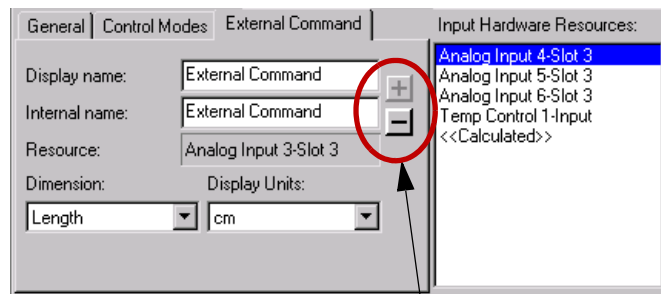 General Control Modes External Command
Display name: External Command
Internal name: External Command
Resource: Analog Input 3-Slot 3
Dimension: Display Units:
Length cm
Input Hardware Resources:
Analog Input 4-Slot 3
Analog Input 5-Slot 3
Analog Input 6-Slot 3
Temp Control 1-Input
<<Calculated>>